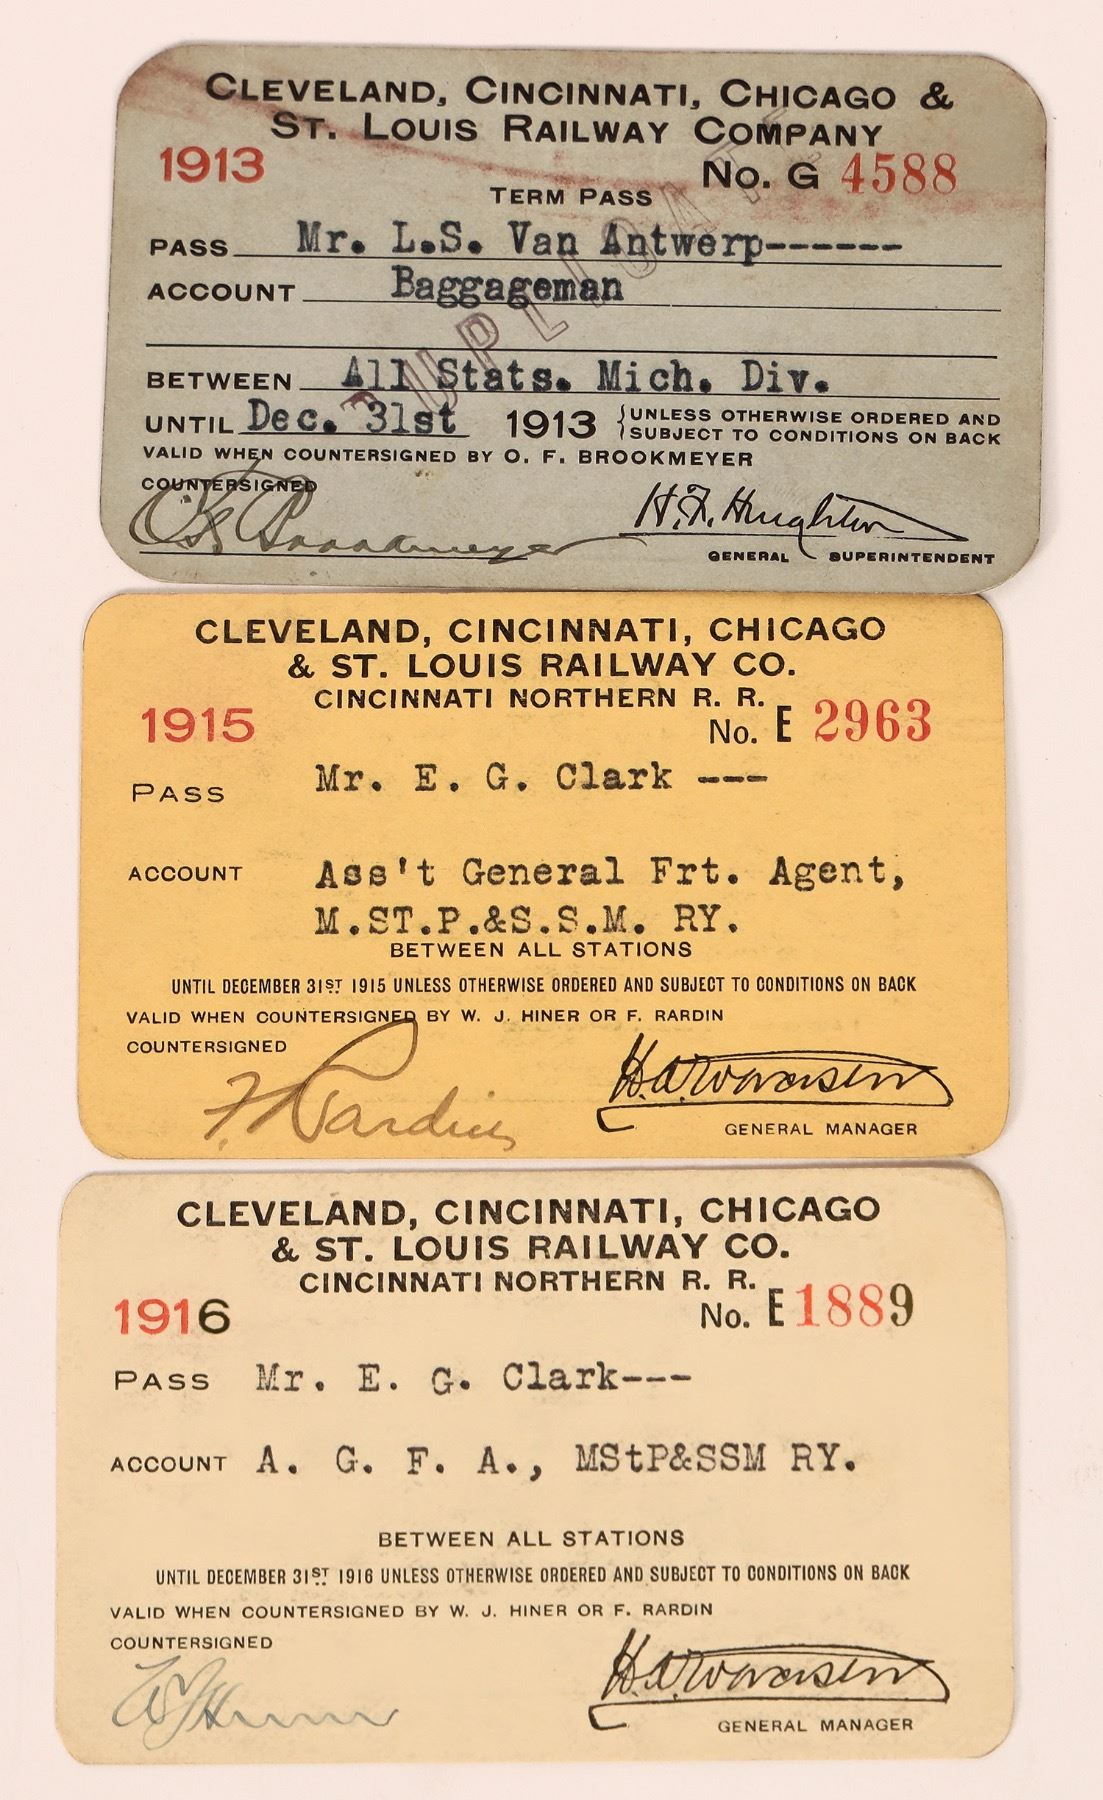 CLEVELAND, CINCINNATI, CHICAGO &
ST. LOUIS RAILWAY COMPANY
1913
No. G 4588
TERM PASS
PASS Mr. L.S. Van Antwerp------
ACCOUNT Baggageman
DUPLICATE
BETWEEN All Stats. Mich. Div.
UNTIL Dec. 31st 1913 { UNLESS OTHERWISE ORDERED AND
SUBJECT TO CONDITIONS ON BACK
VALID WHEN COUNTERSIGNED BY O. F. BROOKMEYER
COUNTERSIGNED
O. F. Brookmeyer
H. F. Houghton
GENERAL SUPERINTENDENT
CLEVELAND, CINCINNATI, CHICAGO
& ST. LOUIS RAILWAY CO.
CINCINNATI NORTHERN R. R.
1915
No. E 2963
PASS Mr. E. G. Clark ---
ACCOUNT Ass't General Frt. Agent,
M.ST.P.&S.S.M. RY.
BETWEEN ALL STATIONS
UNTIL DECEMBER 31ST 1915 UNLESS OTHERWISE ORDERED AND SUBJECT TO CONDITIONS ON BACK
VALID WHEN COUNTERSIGNED BY W. J. HINER OR F. RARDIN
COUNTERSIGNED
F. Rardin
GENERAL MANAGER
CLEVELAND, CINCINNATI, CHICAGO
& ST. LOUIS RAILWAY CO.
CINCINNATI NORTHERN R. R.
1916
No. E 1889
PASS Mr. E. G. Clark---
ACCOUNT A. G. F. A., MStP&SSM RY.
BETWEEN ALL STATIONS
UNTIL DECEMBER 31ST 1916 UNLESS OTHERWISE ORDERED AND SUBJECT TO CONDITIONS ON BACK
VALID WHEN COUNTERSIGNED BY W. J. HINER OR F. RARDIN
COUNTERSIGNED
W J Hiner
GENERAL MANAGER